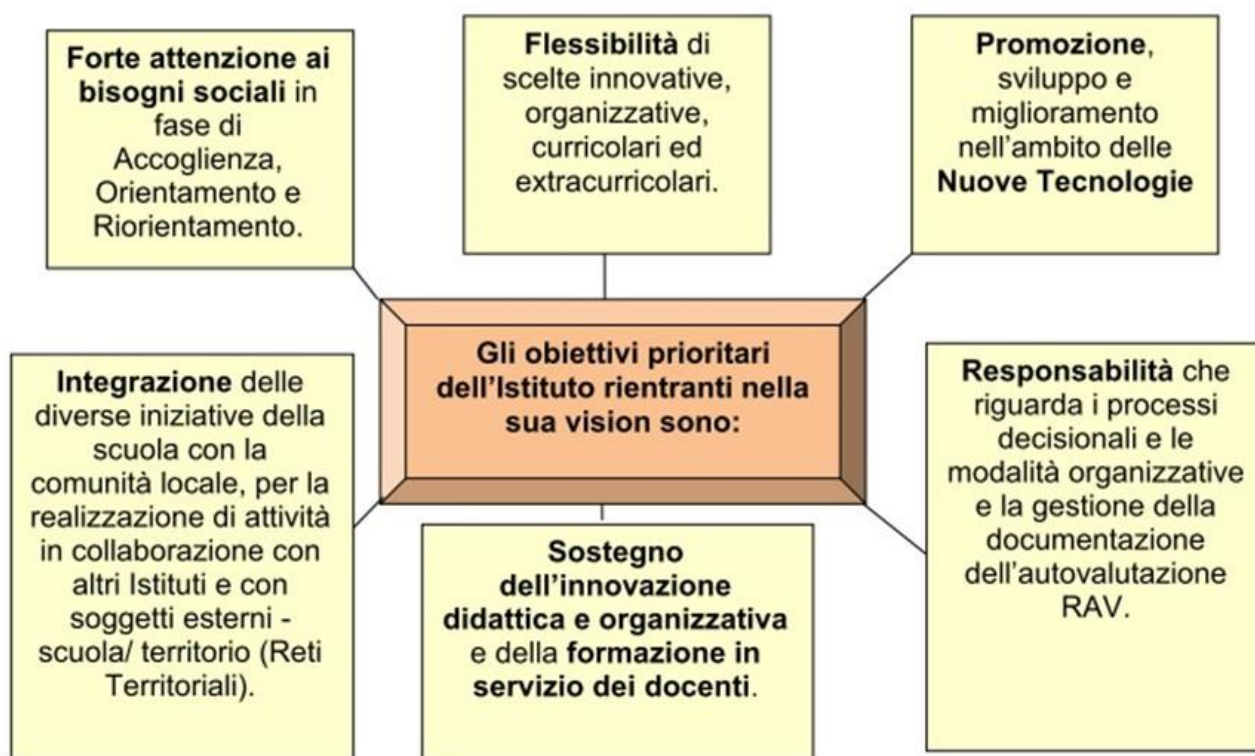 Forte attenzione ai
bisogni sociali in
fase di
Accoglienza,
Orientamento e
Riorientamento.
Flessibilità di
scelte innovative,
organizzative,
curricolari ed
extracurricolari.
Promozione,
sviluppo e
miglioramento
nell’ambito delle
Nuove Tecnologie
Gli obiettivi prioritari
dell’Istituto rientranti nella
sua vision sono:
Integrazione delle
diverse iniziative della
scuola con la
comunità locale, per la
realizzazione di attività
in collaborazione con
altri Istituti e con
soggetti esterni -
scuola/ territorio (Reti
Territoriali).
Sostegno
dell’innovazione
didattica e organizzativa
e della formazione in
servizio dei docenti.
Responsabilità che
riguarda i processi
decisionali e le
modalità organizzative
e la gestione della
documentazione
dell’autovalutazione
RAV.